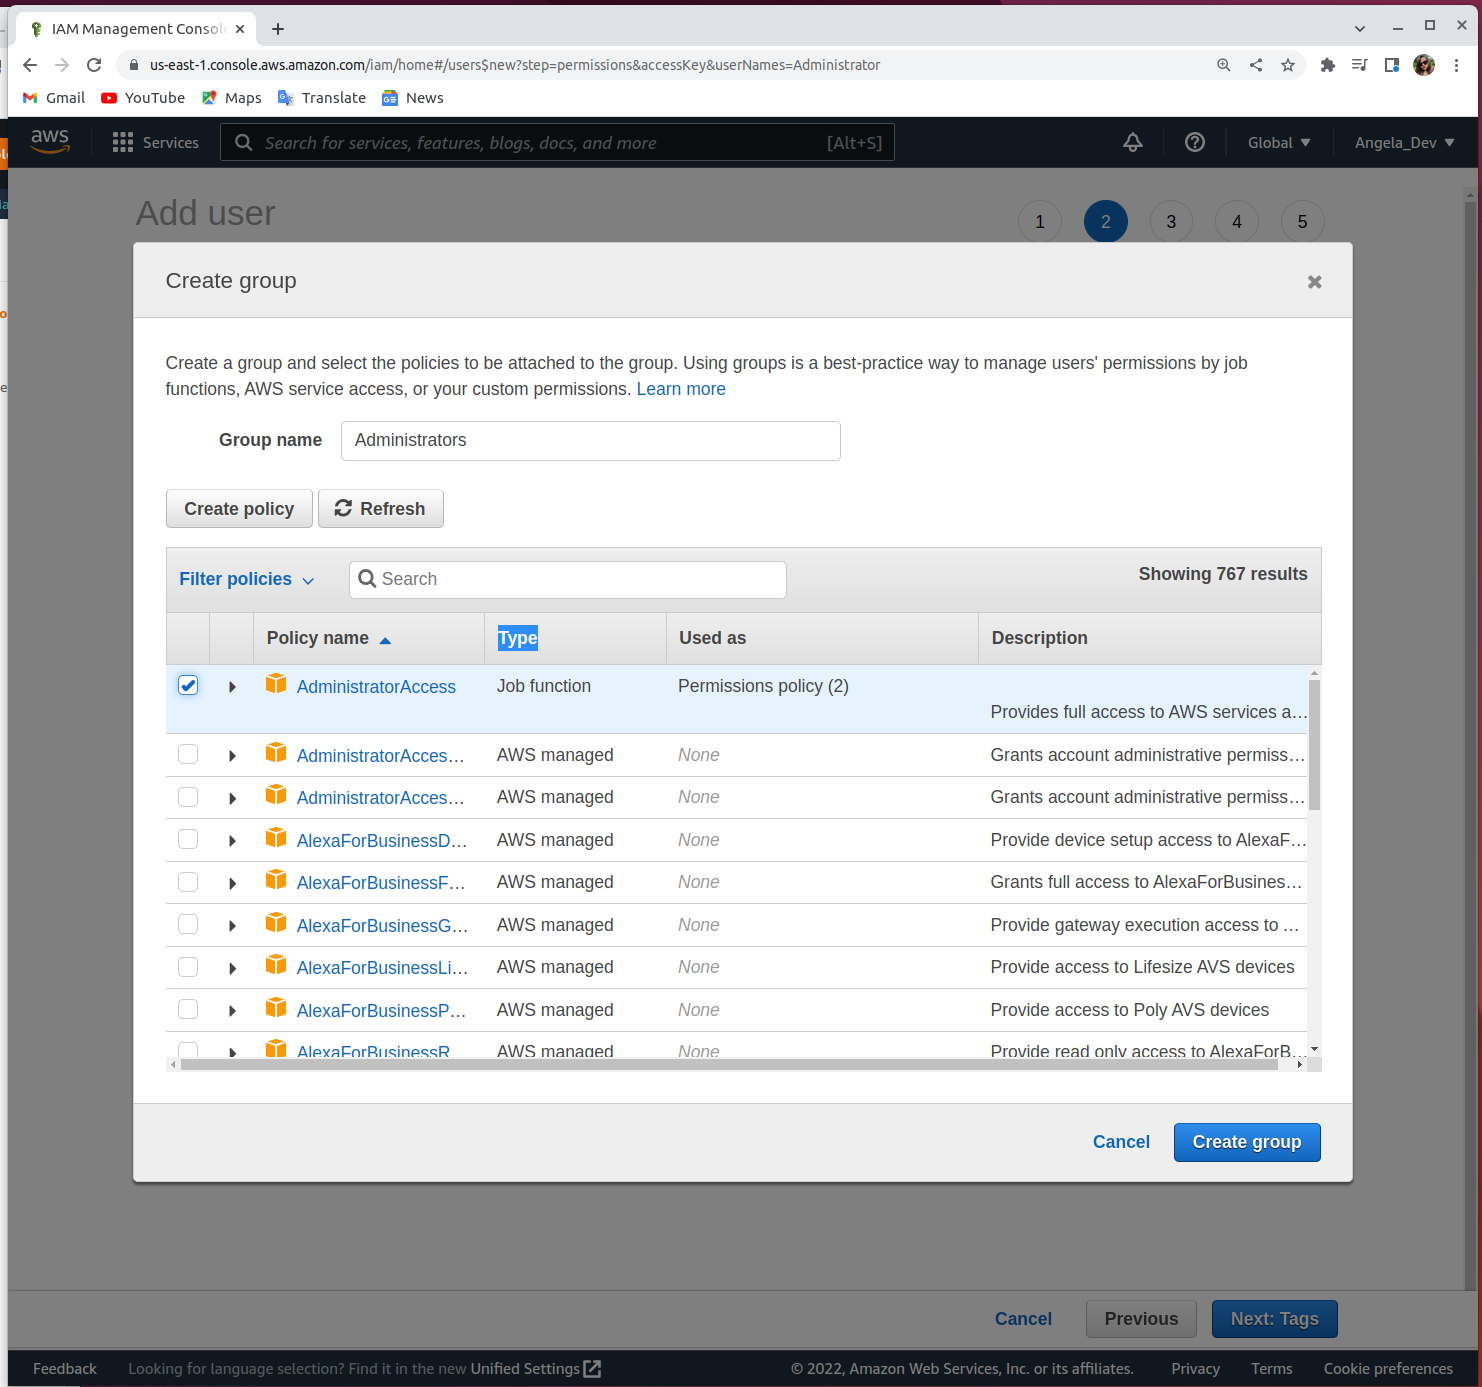 IAM Management Consol
us-east-1.console.aws.amazon.com/iam/home#/users$new?step=permissions&accessKey&userNames=Administrator
Gmail YouTube Maps Translate News
aws Services Search for services, features, blogs, docs, and more [Alt+S] Global Angela_Dev
Add user 1 2 3 4 5
Create group
Create a group and select the policies to be attached to the group. Using groups is a best-practice way to manage users' permissions by job
functions, AWS service access, or your custom permissions. Learn more
Group name Administrators
Create policy Refresh
Filter policies Search Showing 767 results
Policy name Type Used as Description
AdministratorAccess Job function Permissions policy (2)
Provides full access to AWS services a...
AdministratorAcces... AWS managed None Grants account administrative permiss...
AdministratorAcces... AWS managed None Grants account administrative permiss...
AlexaForBusinessD... AWS managed None Provide device setup access to AlexaF...
AlexaForBusinessF... AWS managed None Grants full access to AlexaForBusines...
AlexaForBusinessG... AWS managed None Provide gateway execution access to ...
AlexaForBusinessLi... AWS managed None Provide access to Lifesize AVS devices
AlexaForBusinessP... AWS managed None Provide access to Poly AVS devices
AlexaForBusinessR AWS managed None Provide read only access to AlexaForB...
Cancel Create group
Cancel Previous Next: Tags
Feedback Looking for language selection? Find it in the new Unified Settings © 2022, Amazon Web Services, Inc. or its affiliates. Privacy Terms Cookie preferences